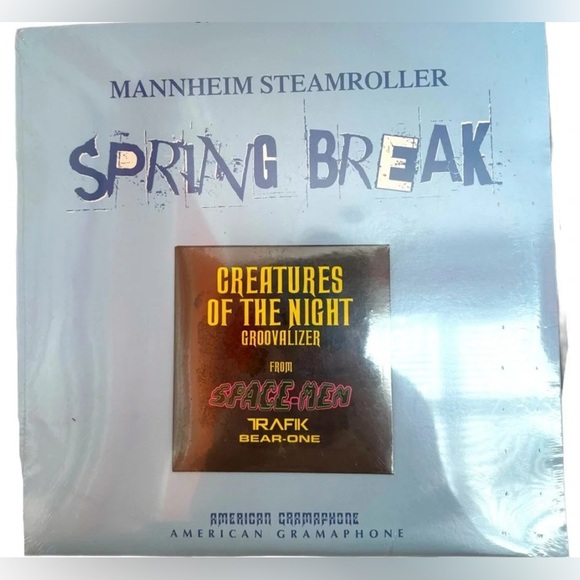 MANNHEIM STEAMROLLER
SPRING BREAK
CREATURES
OF THE NIGHT
GROOVALIZER
FROM
SPACE-MEN
TRAFIK
BEAR-ONE
AMERICAN GRAMAPHONE
AMERICAN GRAMAPHONE